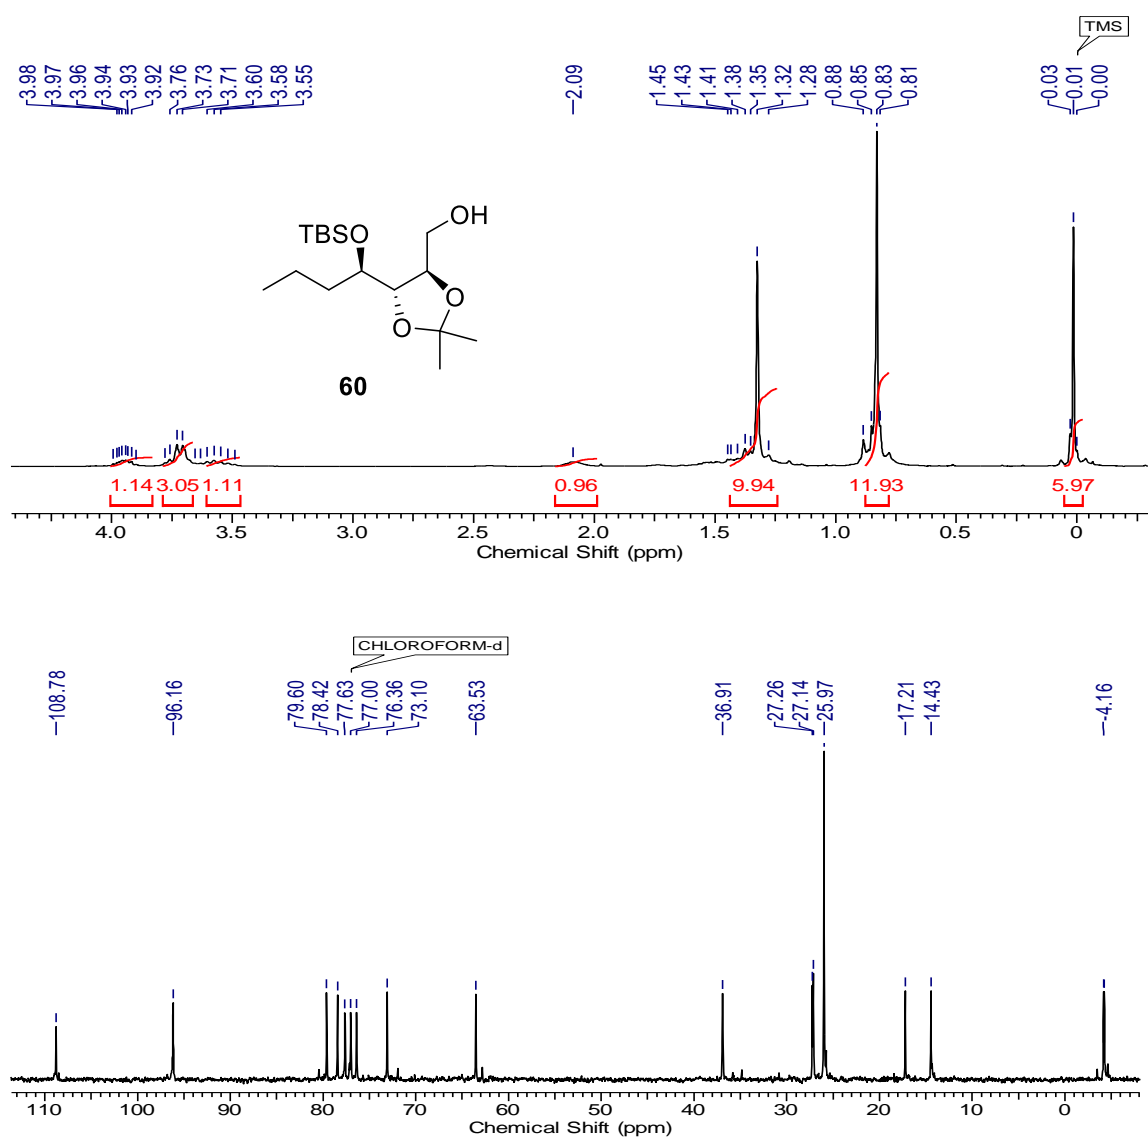 TMS
3.98 3.97 3.96 3.94 3.93 3.92 3.76 3.73 3.71 3.60 3.58 3.55 2.09 1.45 1.43 1.41 1.38 1.35 1.32 1.28 0.88 0.85 0.83 0.81 0.03 0.01 0.00
OH
TBSO
O
O
60
1.14 3.05 1.11 0.96 9.94 11.93 5.97
4.0 3.5 3.0 2.5 2.0 1.5 1.0 0.5 0
Chemical Shift (ppm)
CHLOROFORM-d
108.78 96.16 79.60 78.42 77.63 77.00 76.36 73.10 63.53 36.91 27.26 27.14 25.97 17.21 14.43 -4.16
110 100 90 80 70 60 50 40 30 20 10 0
Chemical Shift (ppm)